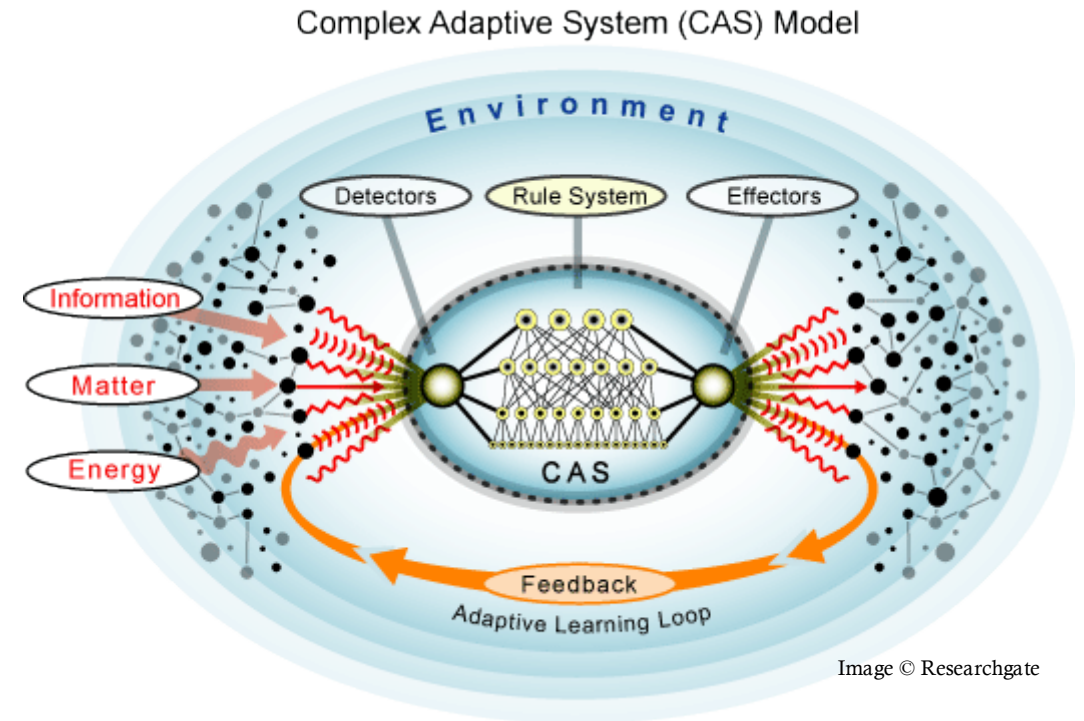 Complex Adaptive System (CAS) Model
Environment
Detectors
Rule System
Effectors
Information
Matter
Energy
CAS
Feedback
Adaptive Learning Loop
Image © Researchgate